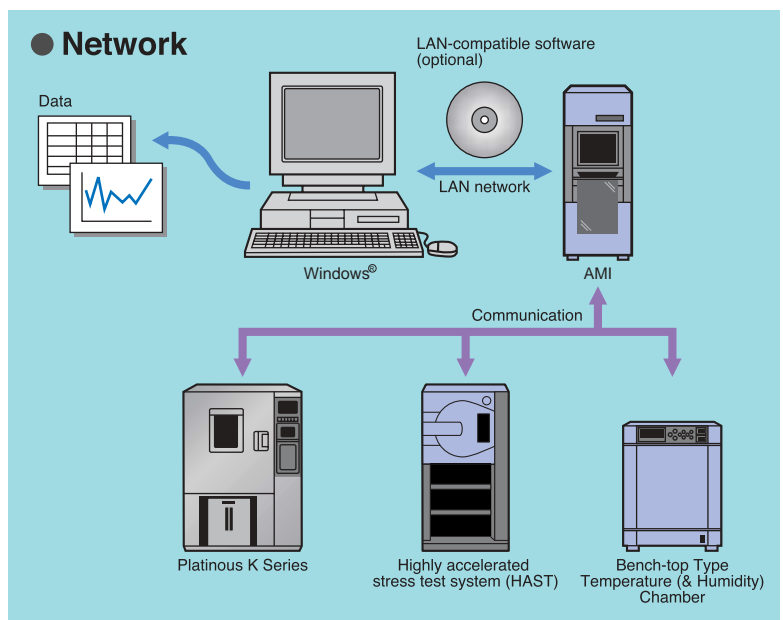 ● Network
LAN-compatible software
(optional)
Data
LAN network
Windows®
AMI
Communication
Platinous K Series
Highly accelerated
stress test system (HAST)
Bench-top Type
Temperature (& Humidity)
Chamber